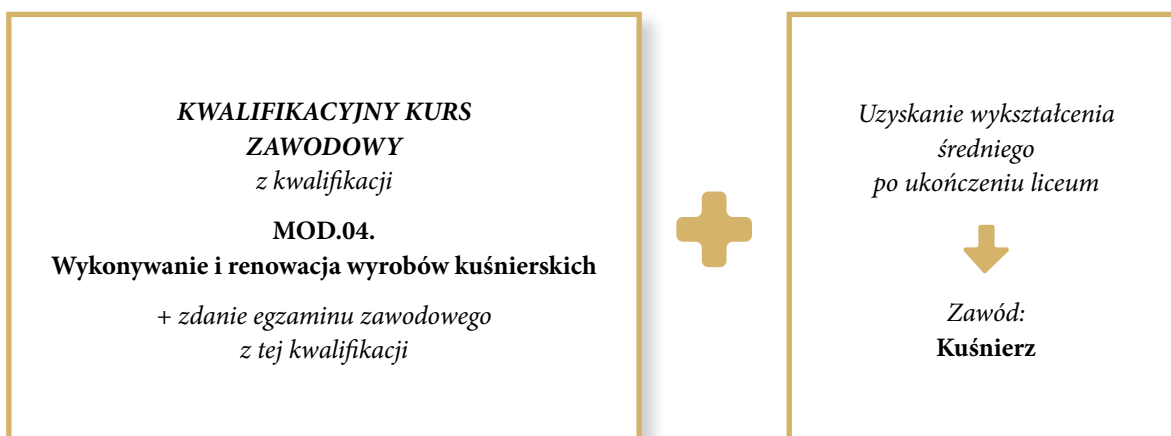 KWALIFIKACYJNY KURS
ZAWODOWY
z kwalifikacji
MOD.04.
Wykonywanie i renowacja wyrobów kuśnierskich
+ zdanie egzaminu zawodowego
z tej kwalifikacji
Uzyskanie wykształcenia
średniego
po ukończeniu liceum
Zawód:
Kuśnierz